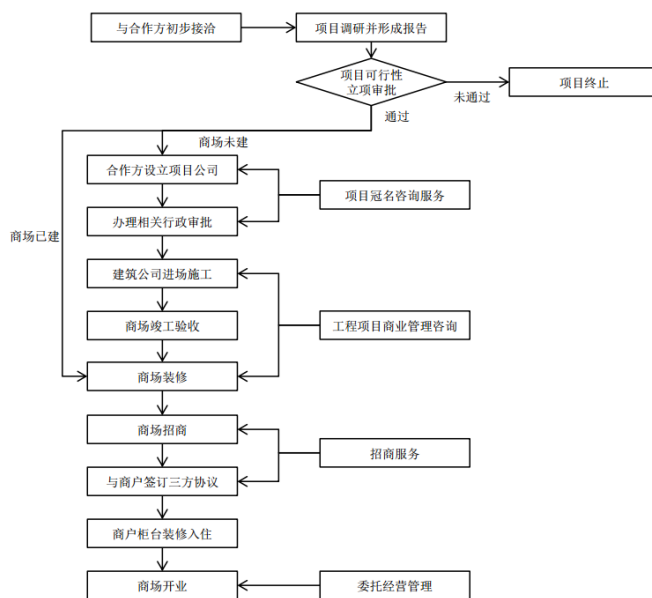 与合作方初步接洽
项目调研并形成报告
项目可行性
立项审批
未通过
项目终止
通过
商场未建
合作方设立项目公司
项目冠名咨询服务
办理相关行政审批
商场已建
建筑公司进场施工
商场竣工验收
工程项目商业管理咨询
商场装修
商场招商
招商服务
与商户签订三方协议
商户柜台装修入住
商场开业
委托经营管理